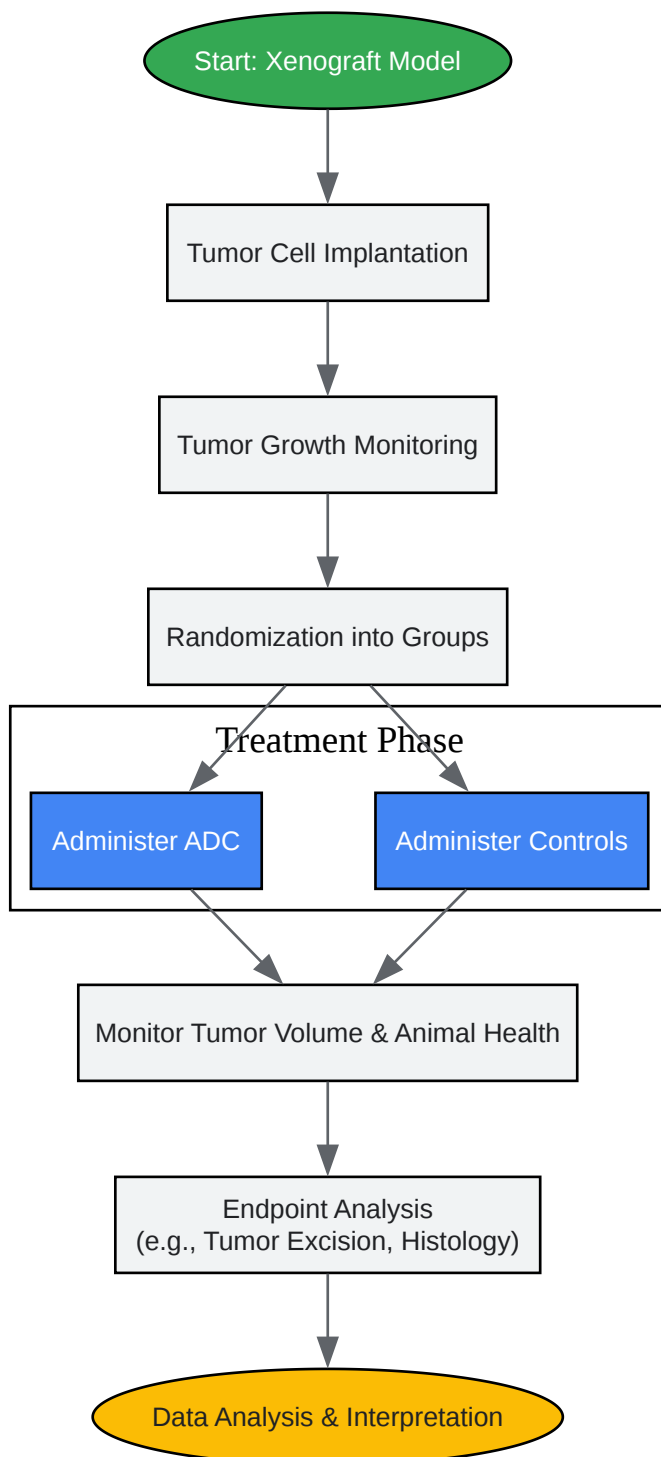 Start: Xenograft Model
Tumor Cell Implantation
Tumor Growth Monitoring
Randomization into Groups
Treatment Phase
Administer ADC
Administer Controls
Monitor Tumor Volume & Animal Health
Endpoint Analysis
(e.g., Tumor Excision, Histology)
Data Analysis & Interpretation